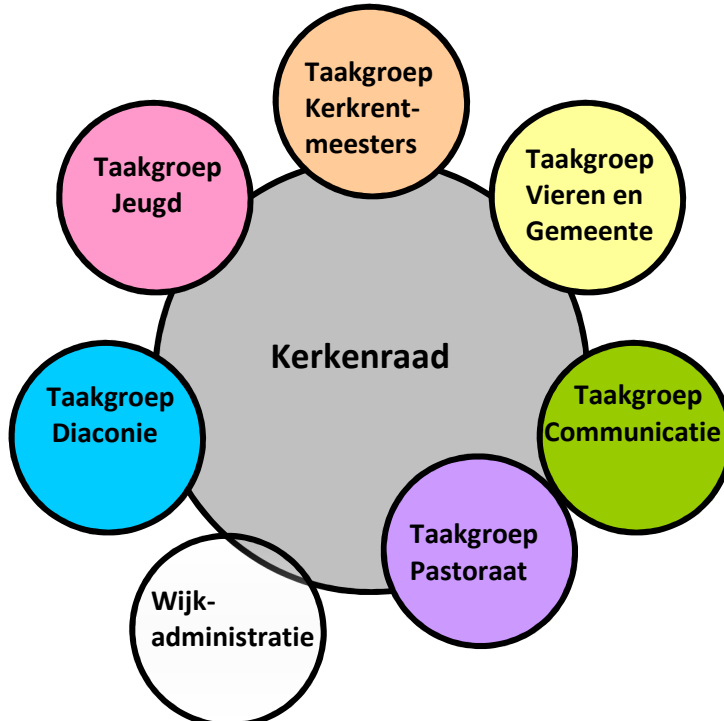 Taakgroep
Kerkrent-
meesters
Taakgroep
Jeugd
Taakgroep
Vieren en
Gemeente
Kerkenraad
Taakgroep
Diaconie
Taakgroep
Communicatie
Taakgroep
Pastoraat
Wijk-
administratie